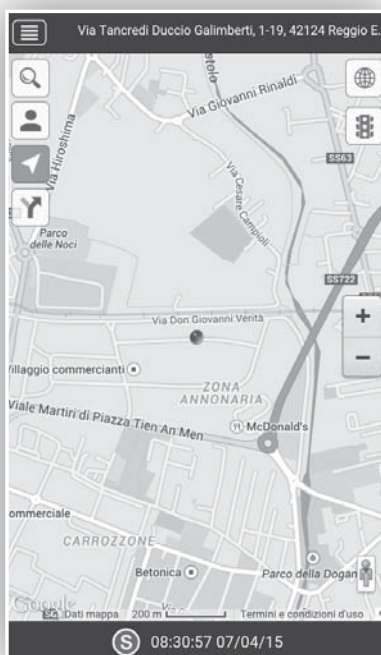 Via Tancredi Duccio Galimberti, 1-19, 42124 Reggio E.
Via Giovanni Rinaldi
Via Hiroshima
Via Cesare Campioli
SS63
Parco
delle Noci
SS722
Via Don Giovanni Verità
+
−
Villaggio commercianti
ZONA
ANNONARIA
Viale Martiri di Piazza Tien An Men
McDonald's
ommerciale
CARROZZONE
Betonica
Parco della Dogan
Google
Dati mappa 200 m Termini e condizioni d'uso
S 08:30:57 07/04/15